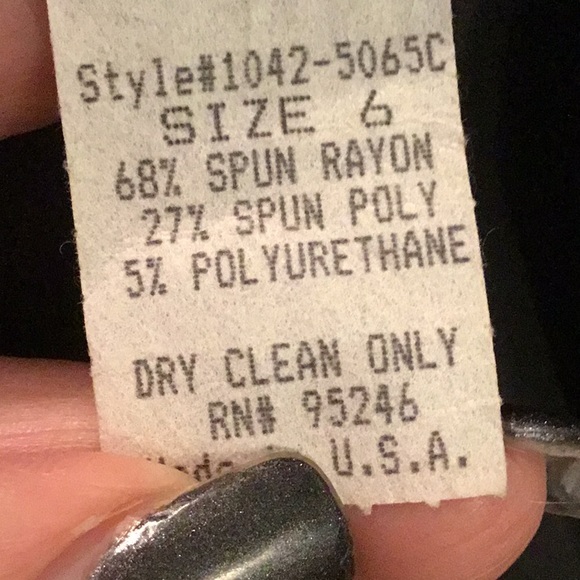 Style#1042-5065C
SIZE 6
68% SPUN RAYON
27% SPUN POLY
5% POLYURETHANE
DRY CLEAN ONLY
RN# 95246
U.S.A.